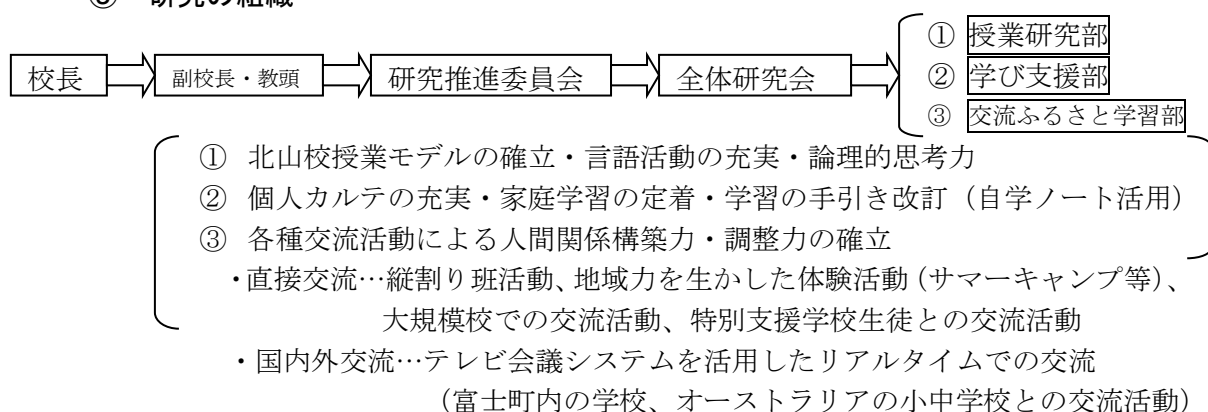 研究の組織
校長
副校長・教頭
研究推進委員会
全体研究会
① 授業研究部
② 学び支援部
③ 交流ふるさと学習部
① 北山校授業モデルの確立・言語活動の充実・論理的思考力
② 個人カルテの充実・家庭学習の定着・学習の手引き改訂（自学ノート活用）
③ 各種交流活動による人間関係構築力・調整力の確立
・直接交流…縦割り班活動、地域力を生かした体験活動（サマーキャンプ等）、
大規模校での交流活動、特別支援学校生徒との交流活動
・国内外交流…テレビ会議システムを活用したリアルタイムでの交流
（富士町内の学校、オーストラリアの小中学校との交流活動）